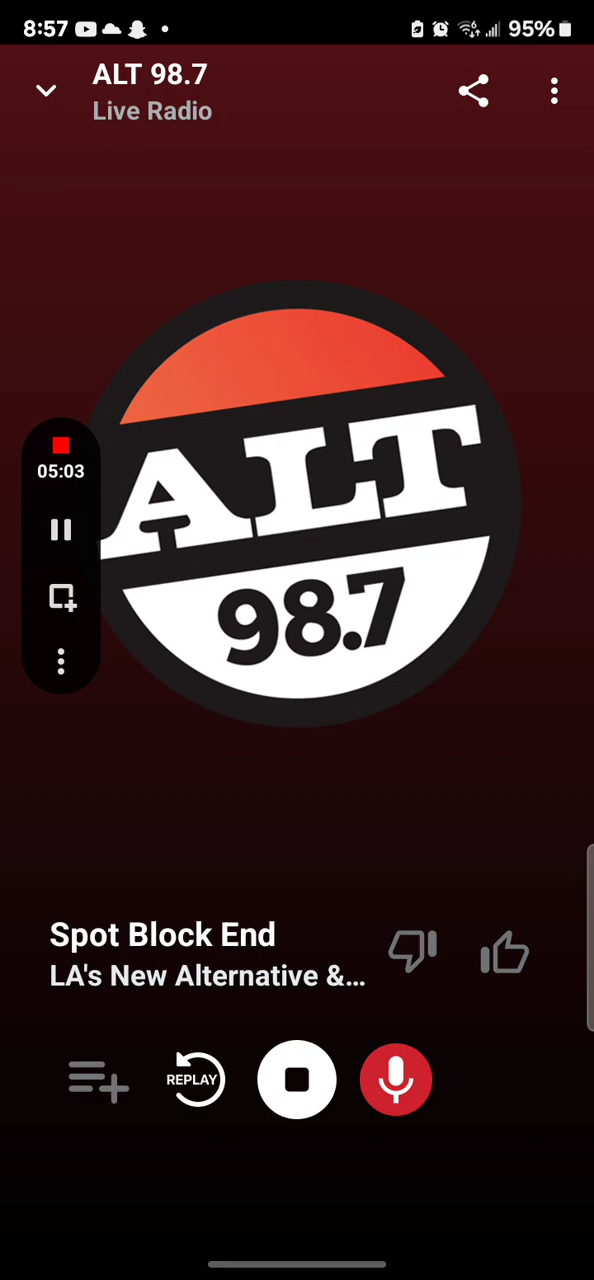 8:57
95%
ALT 98.7
Live Radio
ALT
98.7
05:03
Spot Block End
LA's New Alternative &...
REPLAY